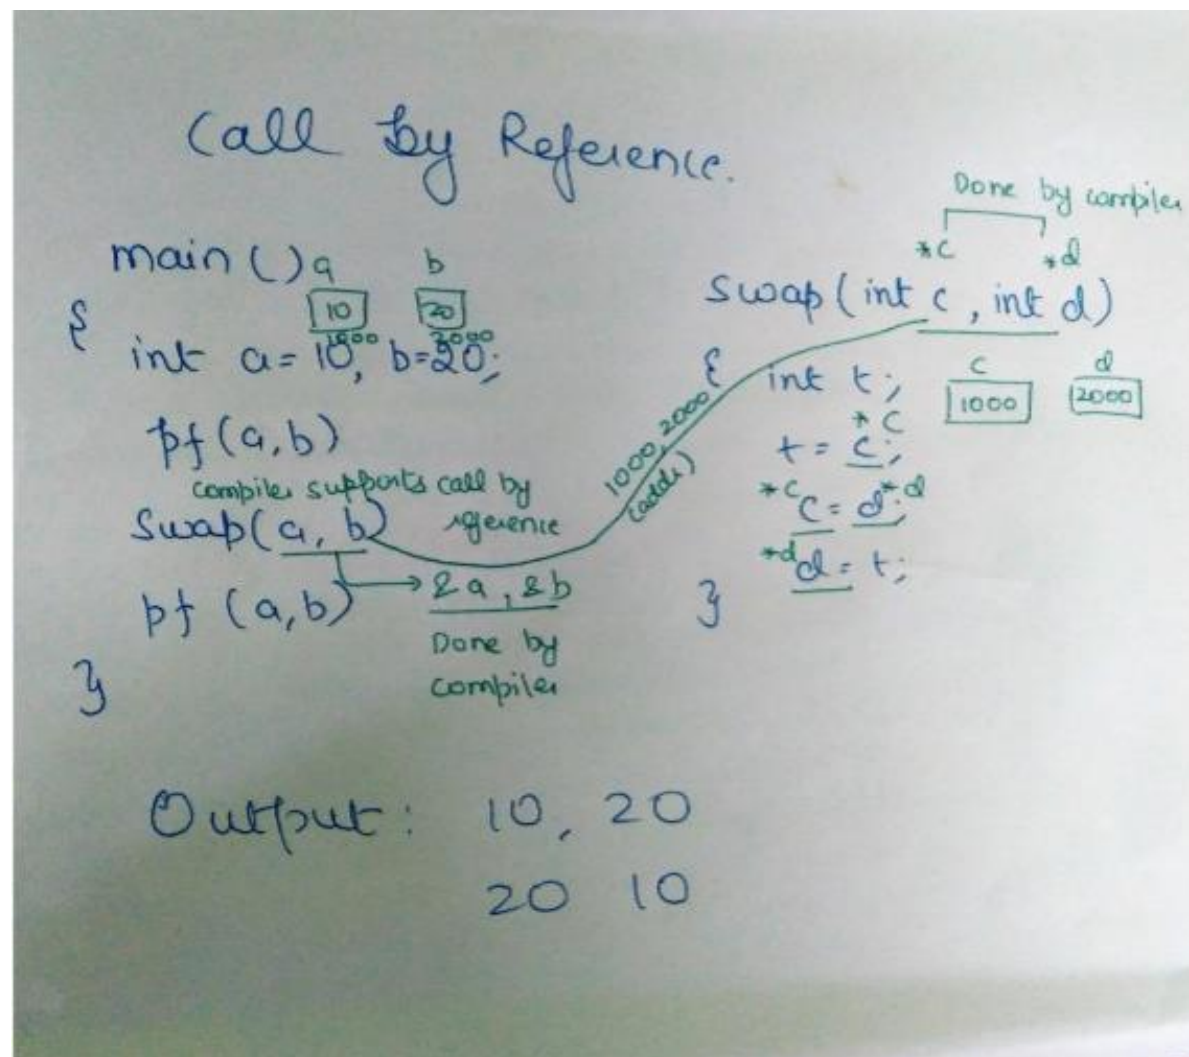 Call by Reference.
main ()
a b
10 20
1000 2000
{
int a=10, b=20;
pf (a,b)
compiler supports call by
reference
Swap(a, b)
&a, &b
pf (a,b)
Done by
compiler
}
1000, 2000
(addr)
Done by compiler
*c *d
Swap (int c, int d)
{
int t;
c d
1000 2000
*c
t = c;
*c *d
c = d;
*d
d = t;
}
Output: 10, 20
20 10